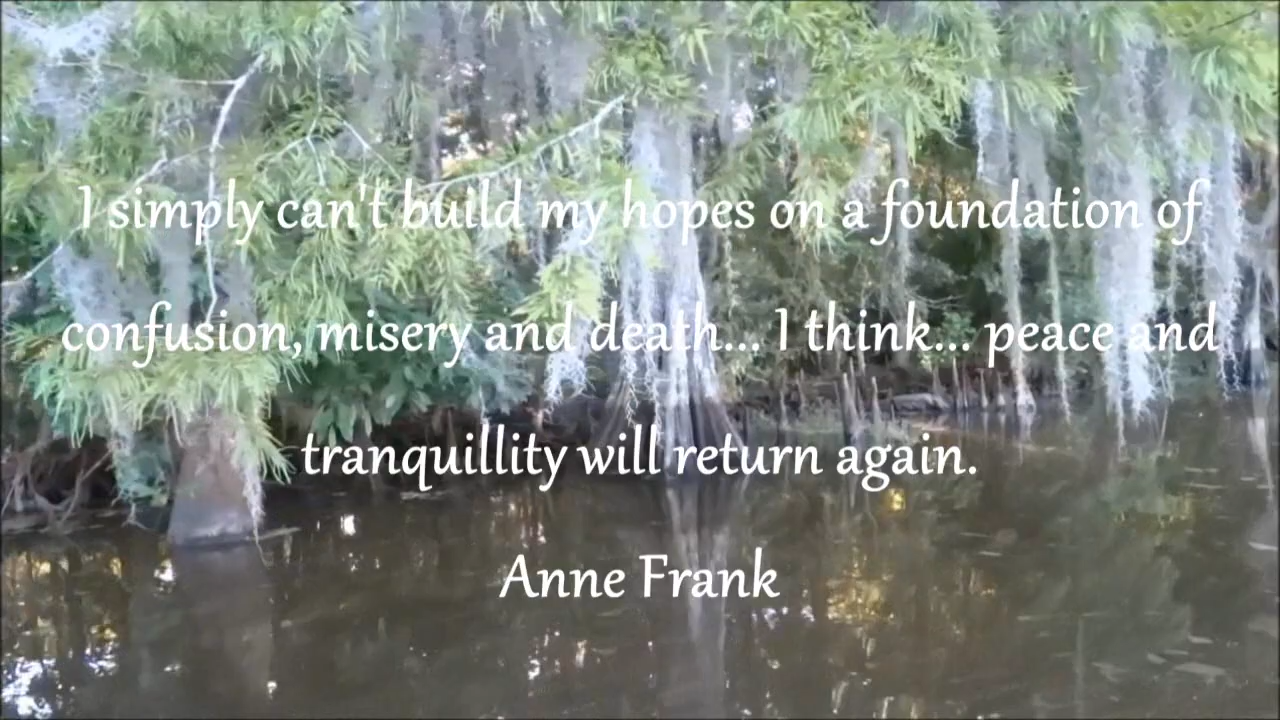 I simply can't build my hopes on a foundation of
confusion, misery and death... I think... peace and
tranquillity will return again.
Anne Frank